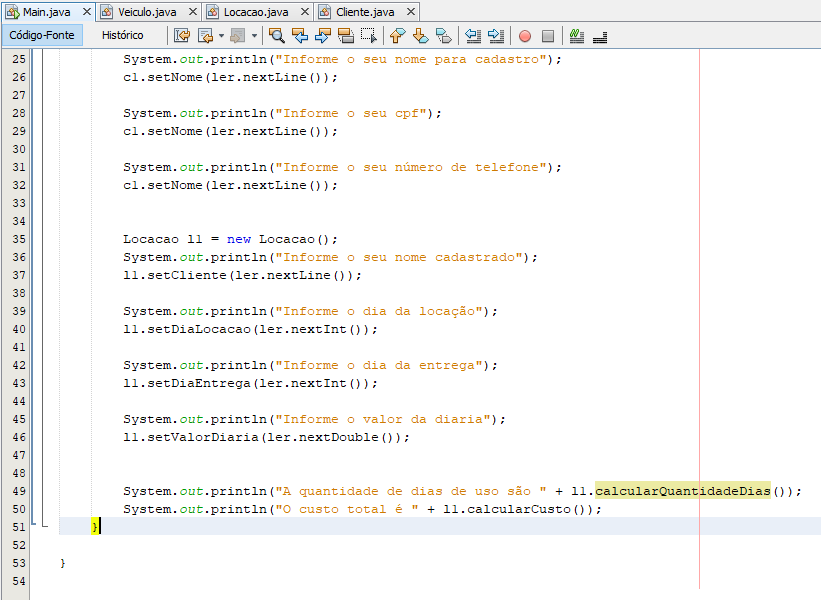 Main.java Veiculo.java Locacao.java Cliente.java
Código-Fonte Histórico
25 System.out.println("Informe o seu nome para cadastro");
26 c1.setNome(ler.nextLine());
27
28 System.out.println("Informe o seu cpf");
29 c1.setNome(ler.nextLine());
30
31 System.out.println("Informe o seu número de telefone");
32 c1.setNome(ler.nextLine());
33
34
35 Locacao l1 = new Locacao();
36 System.out.println("Informe o seu nome cadastrado");
37 l1.setCliente(ler.nextLine());
38
39 System.out.println("Informe o dia da locação");
40 l1.setDiaLocacao(ler.nextInt());
41
42 System.out.println("Informe o dia da entrega");
43 l1.setDiaEntrega(ler.nextInt());
44
45 System.out.println("Informe o valor da diaria");
46 l1.setValorDiaria(ler.nextDouble());
47
48
49 System.out.println("A quantidade de dias de uso são " + l1.calcularQuantidadeDias());
50 System.out.println("O custo total é " + l1.calcularCusto());
51 }
52
53 }
54